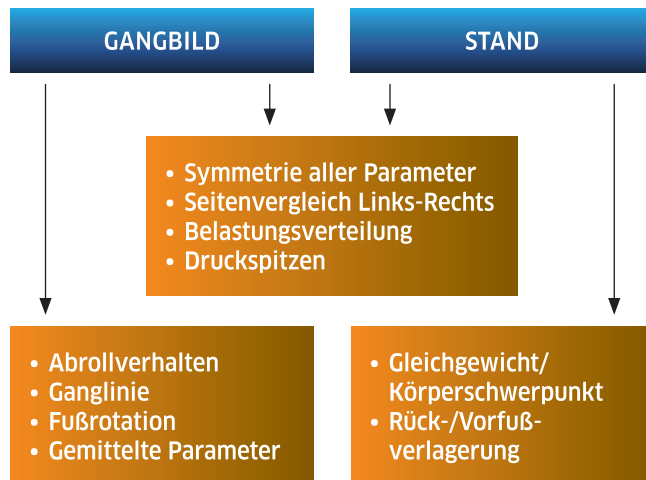 GANGBILD
STAND
• Symmetrie aller Parameter
• Seitenvergleich Links-Rechts
• Belastungsverteilung
• Druckspitzen
• Abrollverhalten
• Ganglinie
• Fußrotation
• Gemittelte Parameter
• Gleichgewicht/
Körperschwerpunkt
• Rück-/Vorfuß-
verlagerung